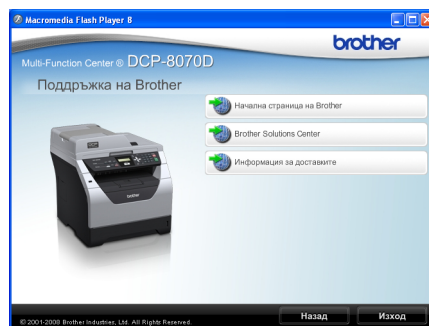 Macromedia Flash Player 8
brother
Multi-Function Center ® DCP-8070D
Поддръжка на Brother
Начална страница на Brother
Brother Solutions Center
Информация за доставките
brother
© 2001-2008 Brother Industries, Ltd. All Rights Reserved.
Назад
Изход